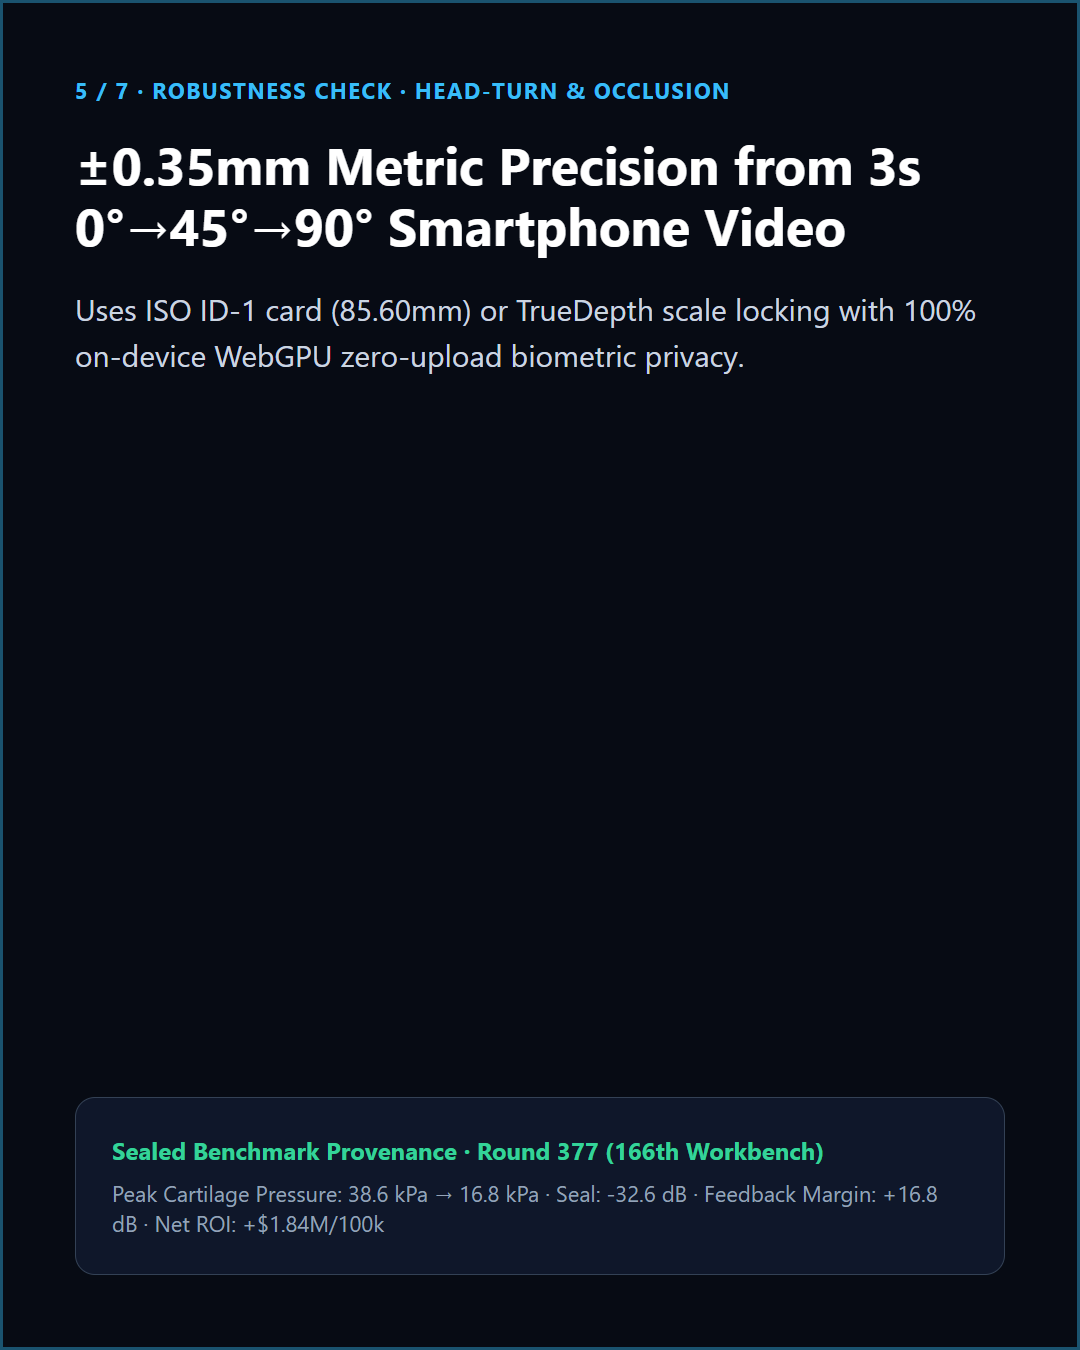 5 / 7 · ROBUSTNESS CHECK · HEAD-TURN & OCCLUSION
±0.35mm Metric Precision from 3s
0°→45°→90° Smartphone Video
Uses ISO ID-1 card (85.60mm) or TrueDepth scale locking with 100%
on-device WebGPU zero-upload biometric privacy.
Sealed Benchmark Provenance · Round 377 (166th Workbench)
Peak Cartilage Pressure: 38.6 kPa → 16.8 kPa · Seal: -32.6 dB · Feedback Margin: +16.8
dB · Net ROI: +$1.84M/100k